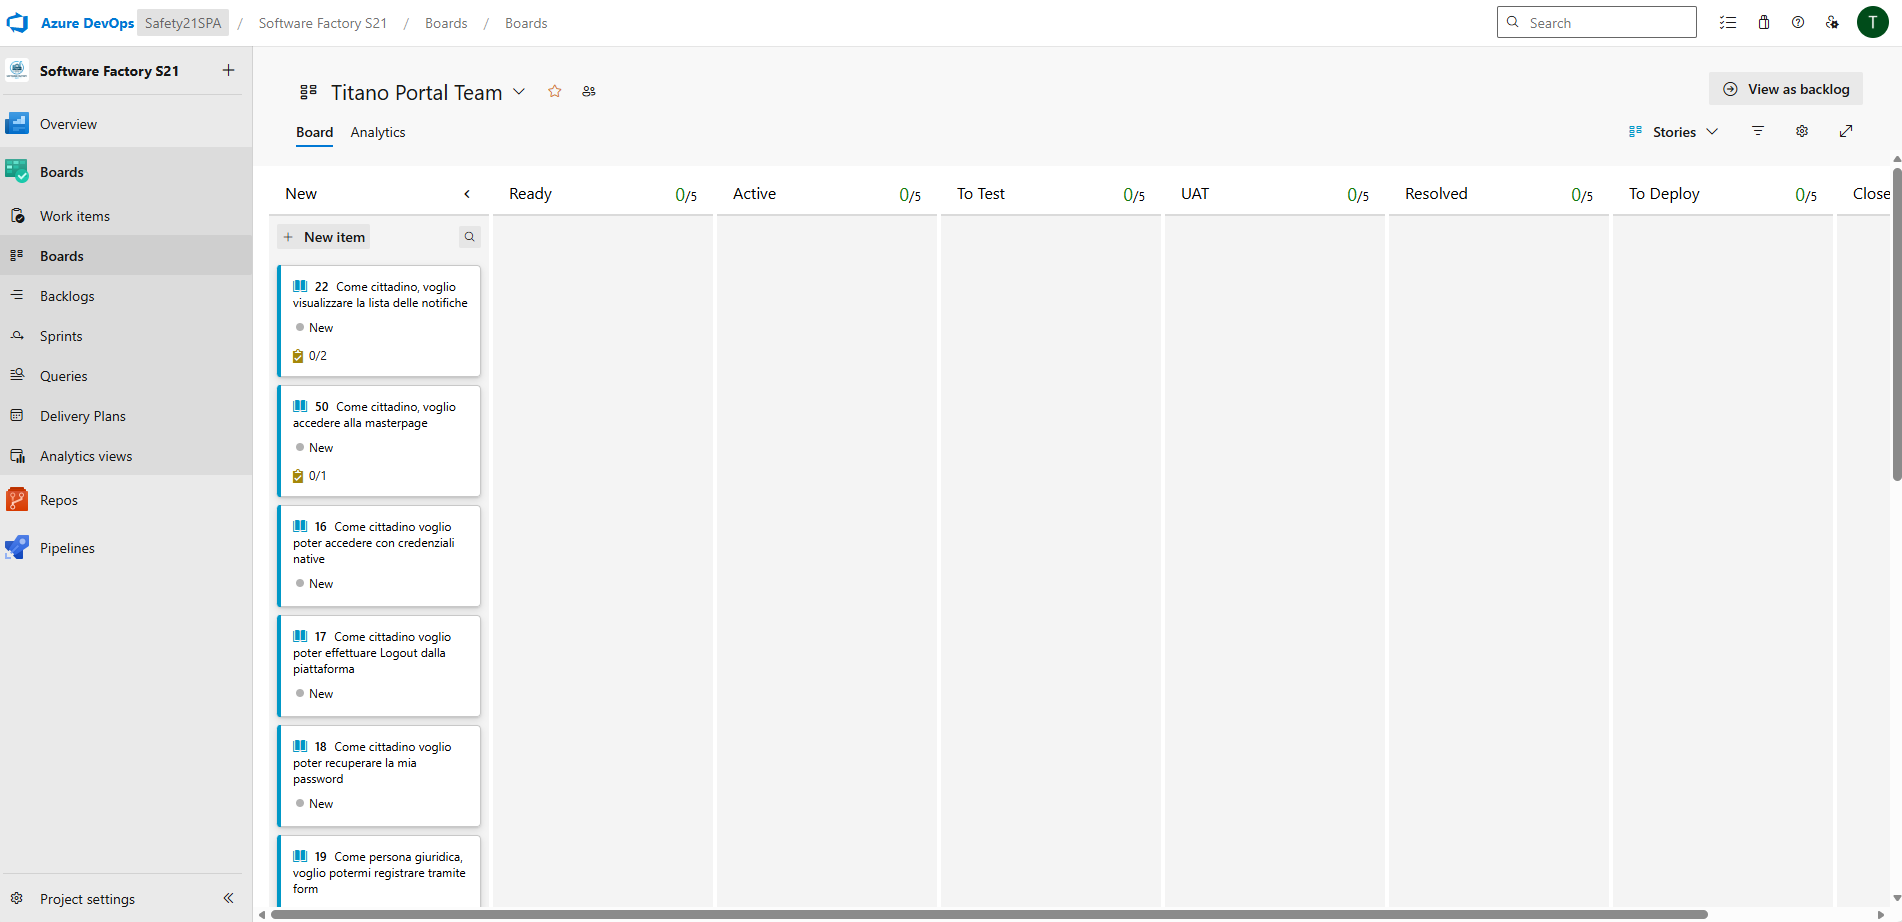 Azure DevOps Safety21SPA / Software Factory S21 / Boards / Boards
Search
T
Software Factory S21
Overview
Boards
Work items
Boards
Backlogs
Sprints
Queries
Delivery Plans
Analytics views
Repos
Pipelines
Project settings
Titano Portal Team
View as backlog
Board Analytics
Stories
New
Ready 0/5
Active 0/5
To Test 0/5
UAT 0/5
Resolved 0/5
To Deploy 0/5
Close
New item
22 Come cittadino, voglio
visualizzare la lista delle notifiche
New
0/2
50 Come cittadino, voglio
accedere alla masterpage
New
0/1
16 Come cittadino voglio
poter accedere con credenziali
native
New
17 Come cittadino voglio
poter effettuare Logout dalla
piattaforma
New
18 Come cittadino voglio
poter recuperare la mia
password
New
19 Come persona giuridica,
voglio potermi registrare tramite
form